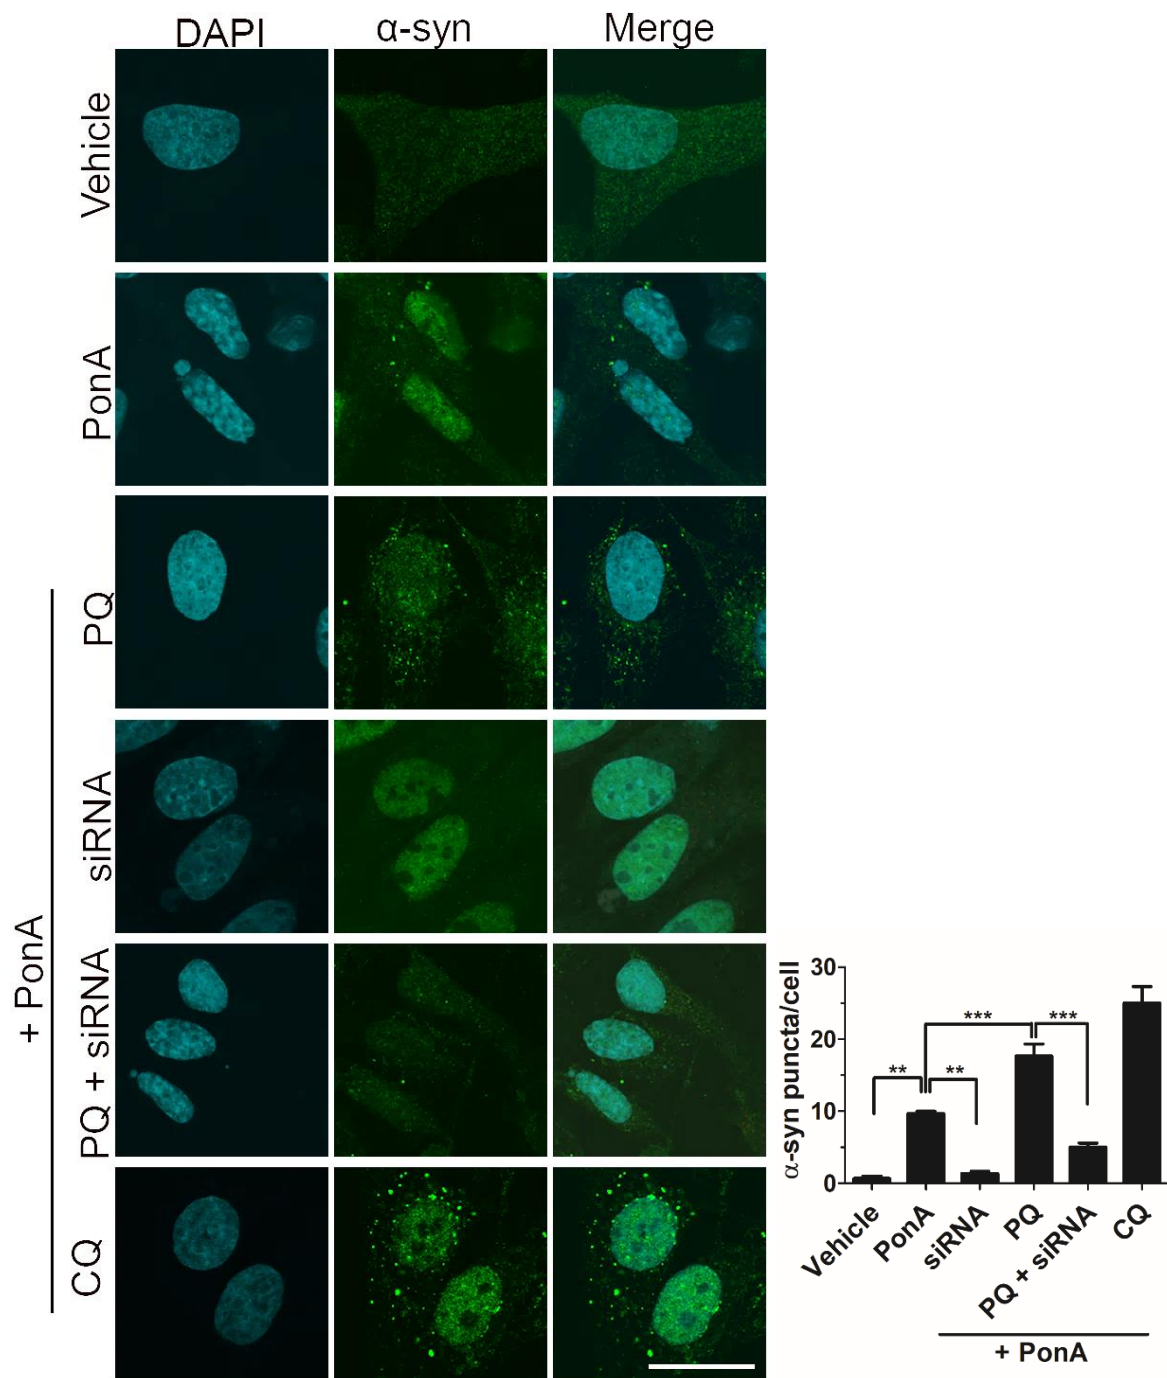 DAPI α-syn Merge
Vehicle
PonA
PQ
siRNA
PQ + siRNA
CQ
+ PonA
α-syn puncta/cell
30
20
10
0
** ** *** ***
Vehicle PonA siRNA PQ PQ + siRNA CQ
+ PonA